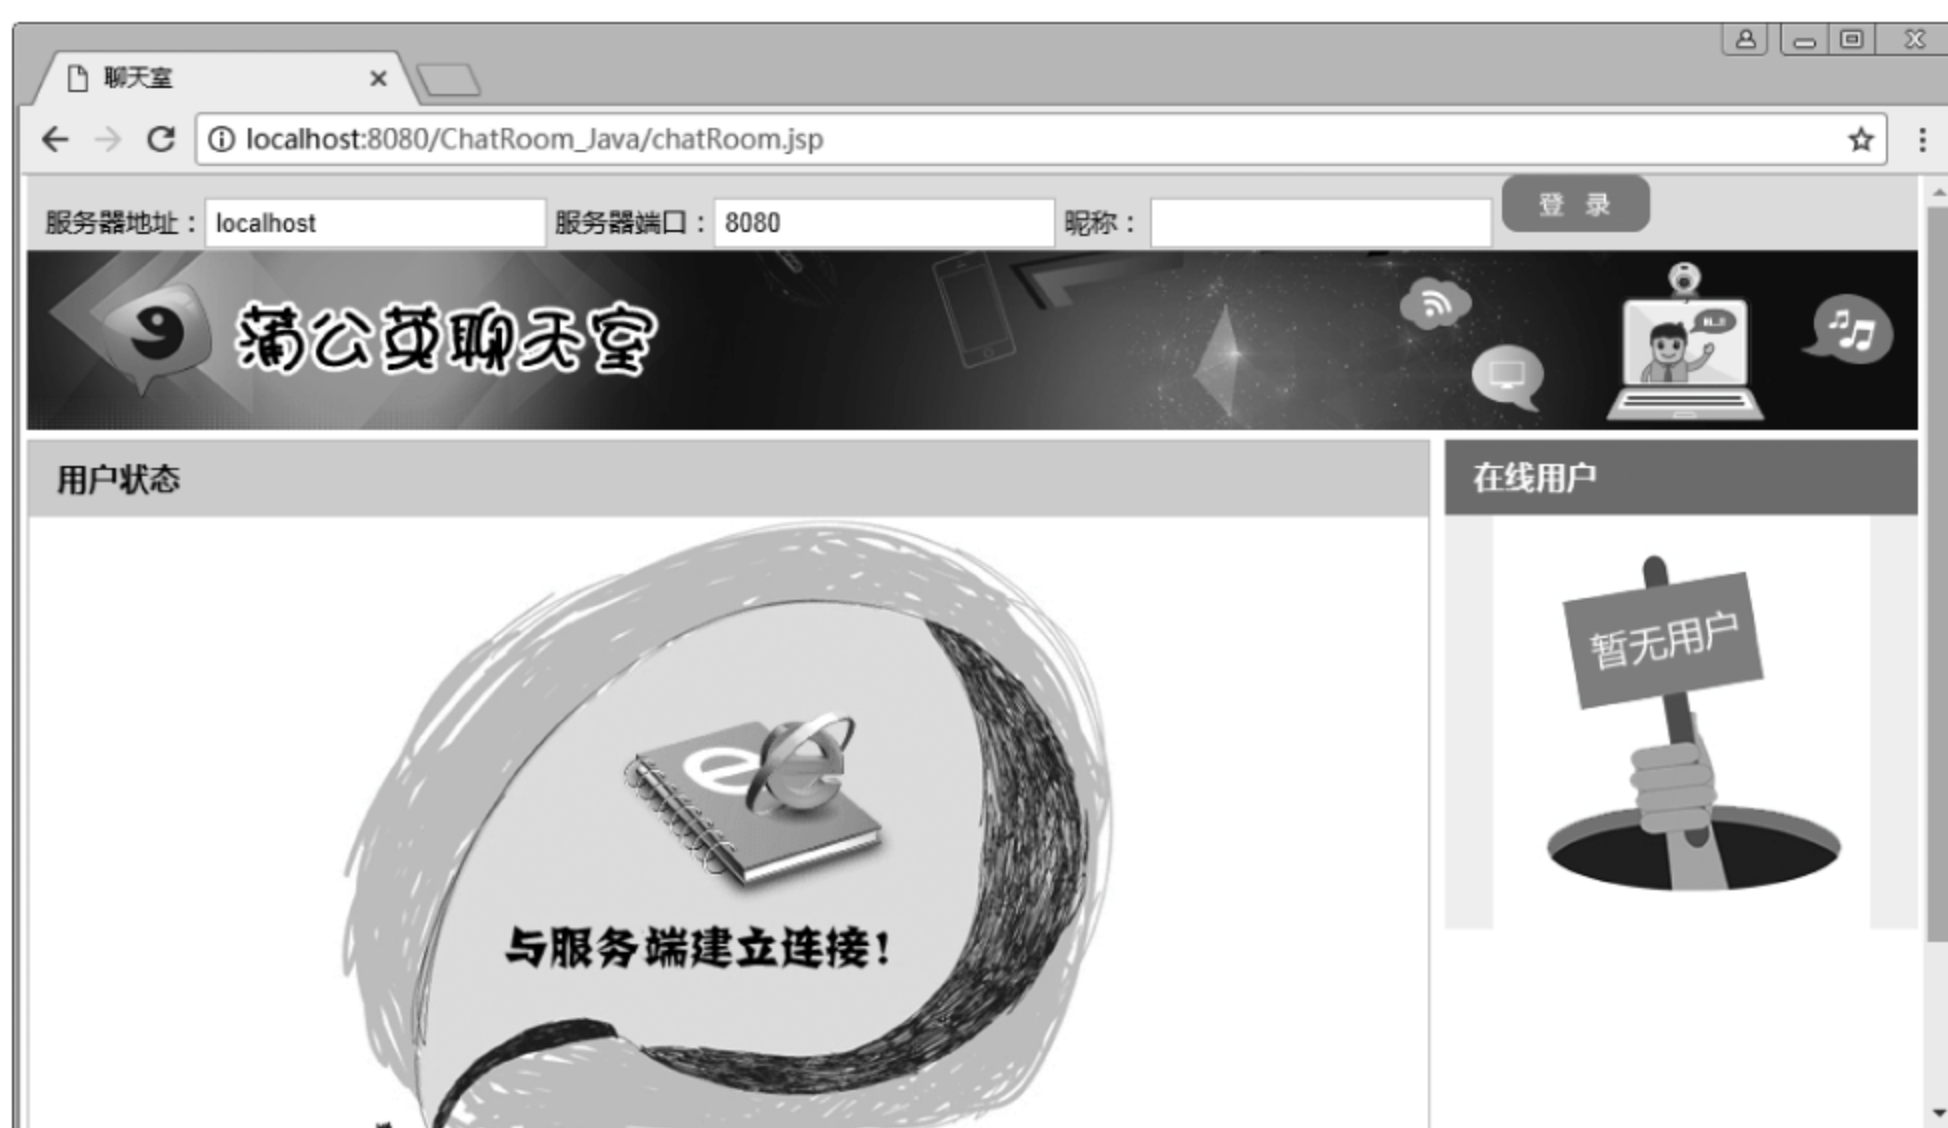 聊天室
localhost:8080/ChatRoom_Java/chatRoom.jsp
服务器地址： localhost 服务器端口： 8080 昵称： 登 录
蒲公英聊天室
用户状态
在线用户
暂无用户
与服务端建立连接！